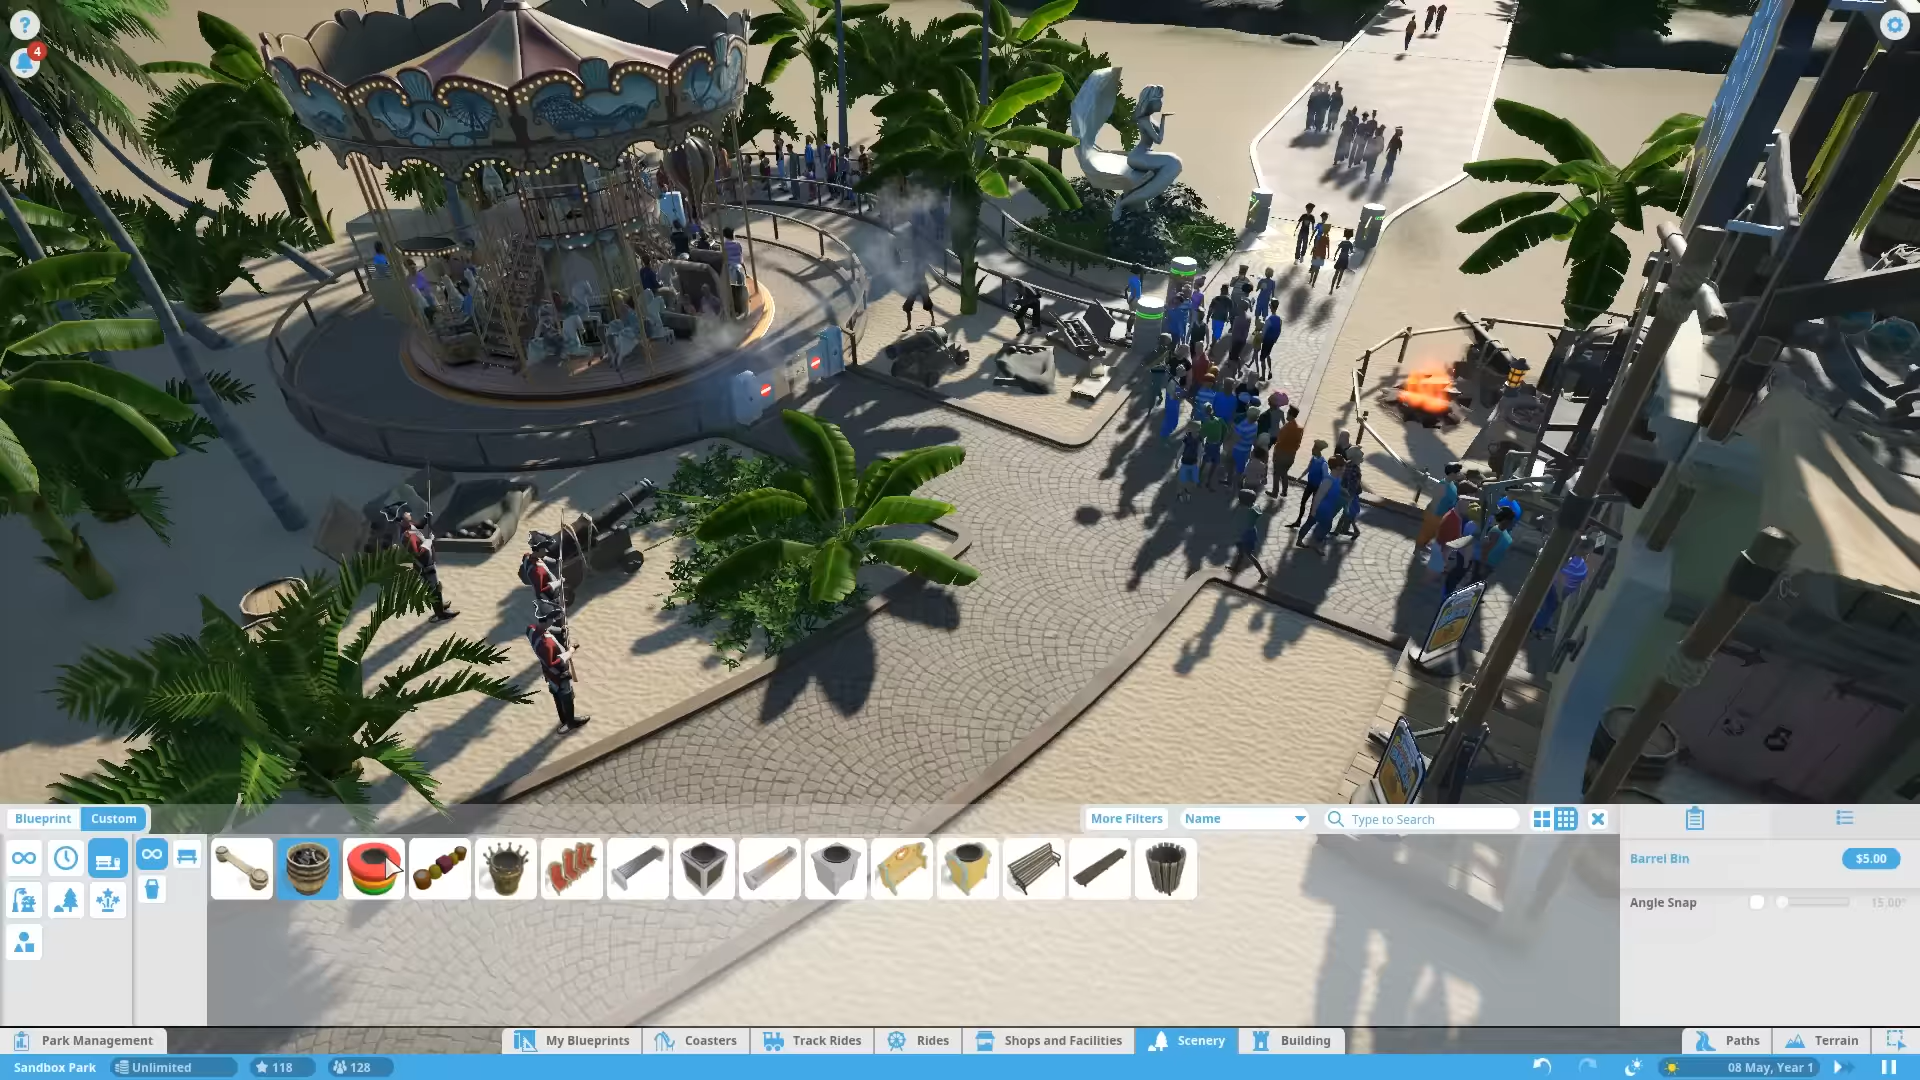 ?
4
Blueprint
Custom
More Filters
Name
Type to Search
Barrel Bin
$5.00
Angle Snap
15.00°
Park Management
My Blueprints
Coasters
Track Rides
Rides
Shops and Facilities
Scenery
Building
Paths
Terrain
Sandbox Park
Unlimited
118
128
08 May, Year 1